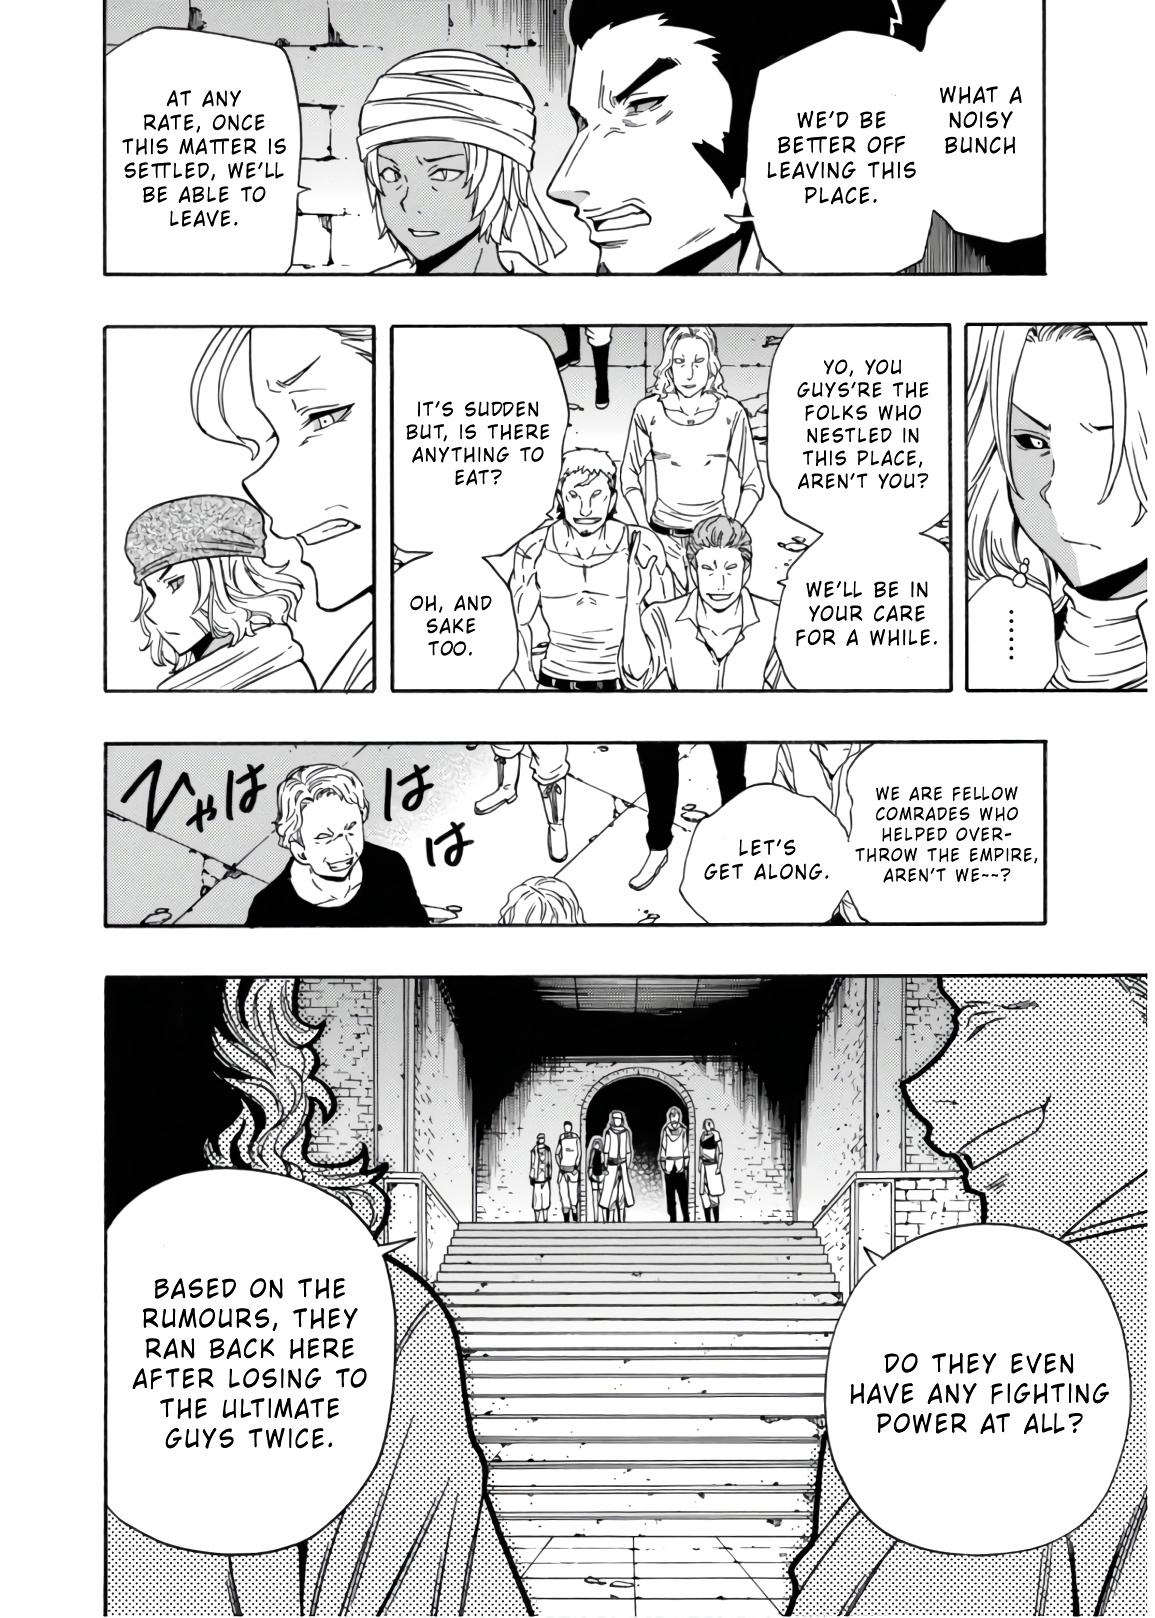 WHAT A
NOISY
BUNCH
WE'D BE
BETTER OFF
LEAVING THIS
PLACE.
AT ANY
RATE, ONCE
THIS MATTER IS
SETTLED, WE'LL
BE ABLE TO
LEAVE.
......
YO, YOU
GUYS'RE THE
FOLKS WHO
NESTLED IN
THIS PLACE,
AREN'T YOU?
WE'LL BE IN
YOUR CARE
FOR A WHILE.
IT'S SUDDEN
BUT, IS THERE
ANYTHING TO
EAT?
OH, AND
SAKE
TOO.
WE ARE FELLOW
COMRADES WHO
HELPED OVER-
THROW THE EMPIRE,
AREN'T WE~~?
LET'S
GET ALONG.
ひゃは
は
は
DO THEY EVEN
HAVE ANY FIGHTING
POWER AT ALL?
BASED ON THE
RUMOURS, THEY
RAN BACK HERE
AFTER LOSING TO
THE ULTIMATE
GUYS TWICE.